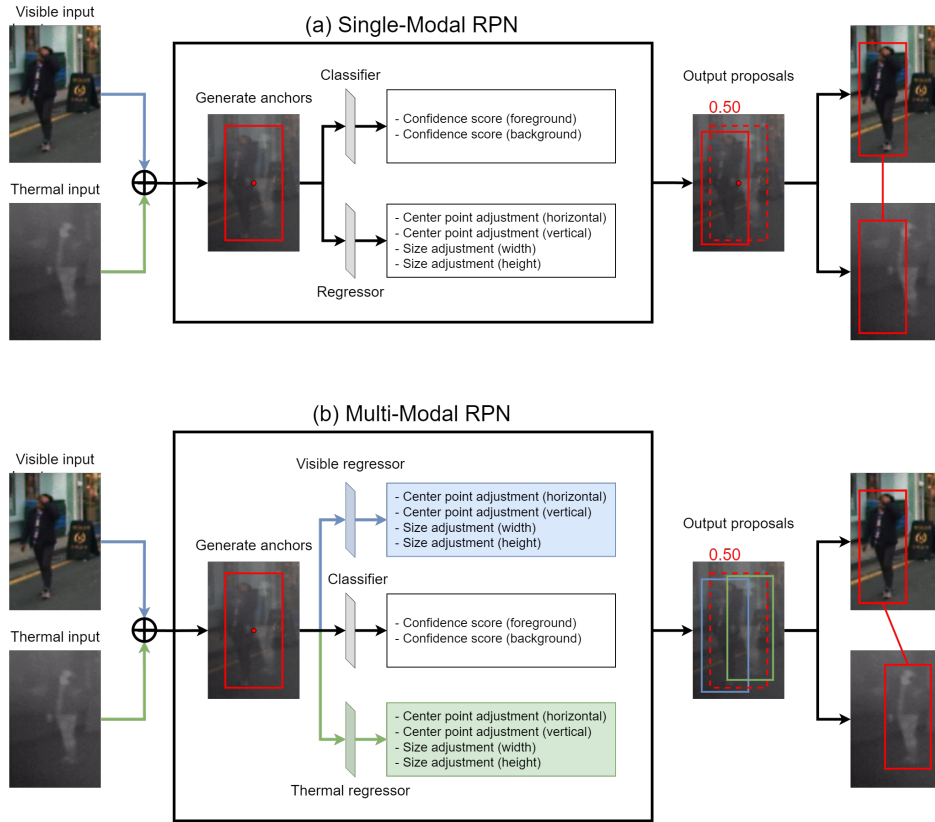 (a) Single-Modal RPN
Visible input
Thermal input
Generate anchors
Classifier
- Confidence score (foreground)
- Confidence score (background)
- Center point adjustment (horizontal)
- Center point adjustment (vertical)
- Size adjustment (width)
- Size adjustment (height)
Regressor
Output proposals
0.50
(b) Multi-Modal RPN
Visible input
Thermal input
Generate anchors
Visible regressor
- Center point adjustment (horizontal)
- Center point adjustment (vertical)
- Size adjustment (width)
- Size adjustment (height)
Classifier
- Confidence score (foreground)
- Confidence score (background)
- Center point adjustment (horizontal)
- Center point adjustment (vertical)
- Size adjustment (width)
- Size adjustment (height)
Thermal regressor
Output proposals
0.50